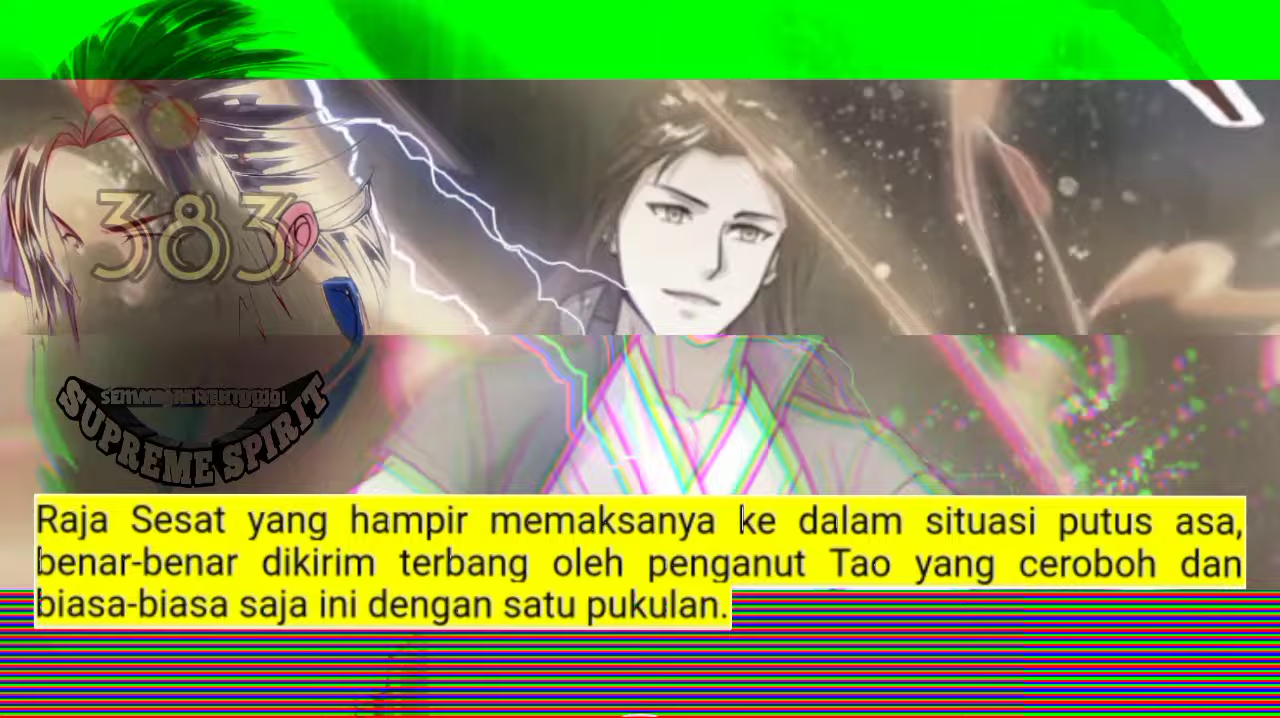 383
SUPREME SPIRIT
Raja Sesat yang hampir memaksanya ke dalam situasi putus asa,
benar-benar dikirim terbang oleh penganut Tao yang ceroboh dan
biasa-biasa saja ini dengan satu pukulan.